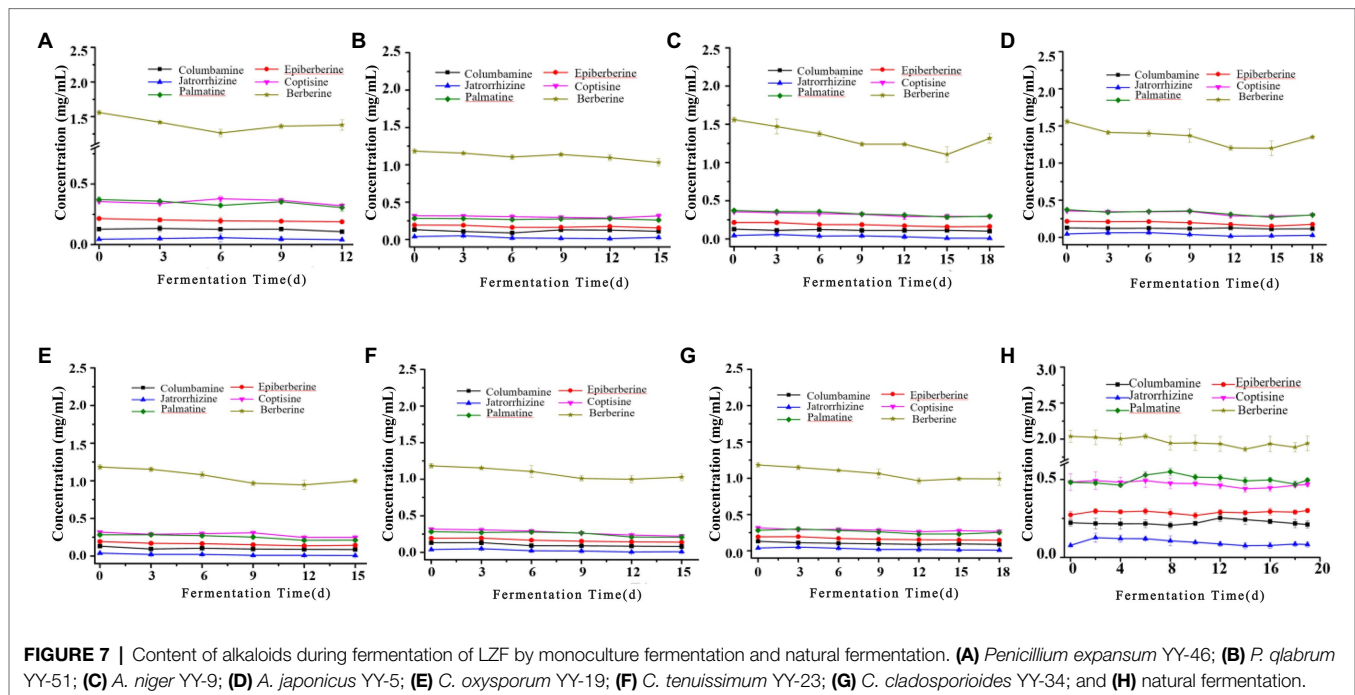 A
2.5
2.0
1.5
0.5
0.0
Concentration (mg/mL)
Columbamine Epiberberine
Jatrorrhizine Coptisine
Palmatine Berberine
0 3 6 9 12
Fermentation Time(d)
B
2.5
2.0
1.5
1.0
0.5
0.0
Concentration (mg/mL)
Columbamine Epiberberine
Jatrorrhizine Coptisine
Palmatine Berberine
0 3 6 9 12 15
Fermentation Time(d)
C
2.5
2.0
1.5
1.0
0.5
0.0
Concentration (mg/mL)
Columbamine Epiberberine
Jatrorrhizine Coptisine
Palmatine Berberine
0 3 6 9 12 15 18
Fermentation Time(d)
D
2.5
2.0
1.5
1.0
0.5
0.0
Concentration (mg/mL)
Columbamine Epiberberine
Jatrorrhizine Coptisine
Palmatine Berberine
0 3 6 9 12 15 18
Fermentation Time(d)
E
2.5
2.0
1.5
1.0
0.5
0.0
Concentration (mg/mL)
Columbamine Epiberberine
Jatrorrhizine Coptisine
Palmatine Berberine
0 3 6 9 12 15
Fermentation Time(d)
F
2.5
2.0
1.5
1.0
0.5
0.0
Concentration (mg/mL)
Columbamine Epiberberine
Jatrorrhizine Coptisine
Palmatine Berberine
0 3 6 9 12 15
Fermentation Time(d)
G
2.5
2.0
1.5
1.0
0.5
0.0
Concentration (mg/mL)
Columbamine Epiberberine
Jatrorrhizine Coptisine
Palmatine Berberine
0 3 6 9 12 15 18
Fermentation Time(d)
H
3.0
2.5
2.0
0.5
0.0
Concentration (mg/mL)
Columbamine Epiberberine
Jatrorrhizine Coptisine
Palmatine Berberine
0 4 8 12 16 20
Fermentation Time(d)
FIGURE 7 | Content of alkaloids during fermentation of LZF by monoculture fermentation and natural fermentation. (A) Penicillium expansum YY-46; (B) P. qlabrum
YY-51; (C) A. niger YY-9; (D) A. japonicus YY-5; (E) C. oxysporum YY-19; (F) C. tenuissimum YY-23; (G) C. cladosporioides YY-34; and (H) natural fermentation.